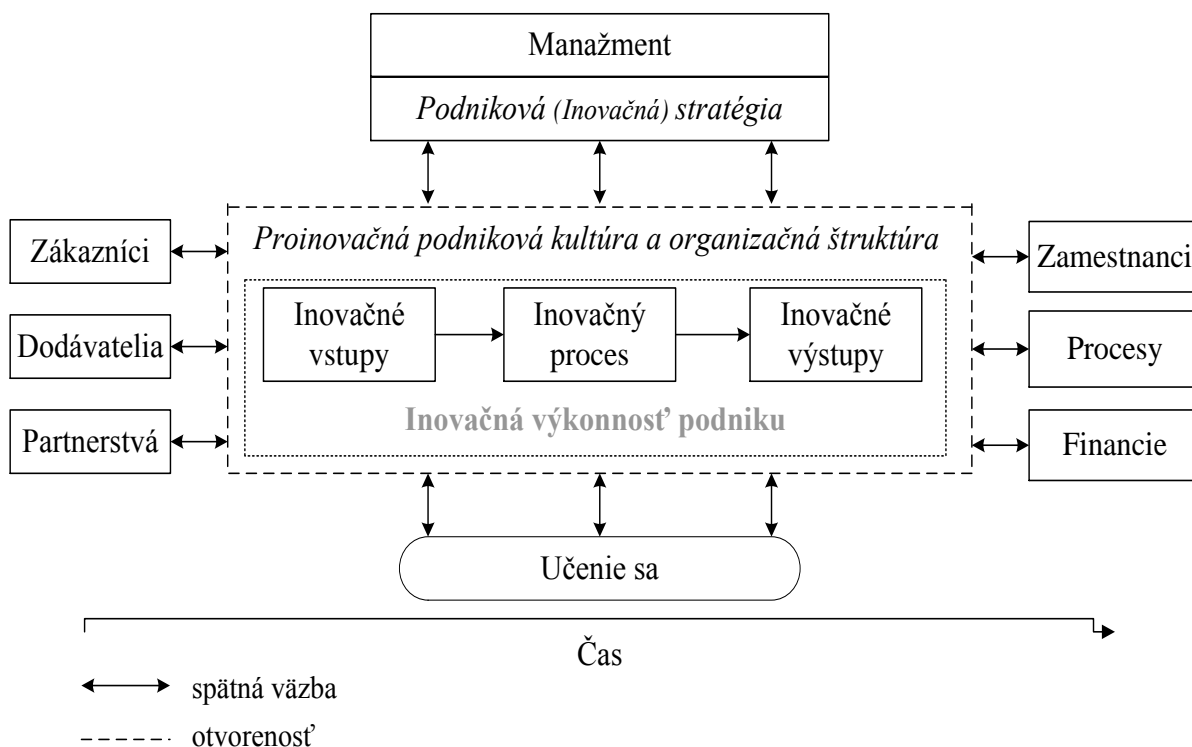 Manažment
Podniková (Inovačná) stratégia
Proinovačná podniková kultúra a organizačná štruktúra
Zákazníci
Dodávatelia
Partnerstvá
Inovačné
vstupy
Inovačný
proces
Inovačné
výstupy
Inovačná výkonnosť podniku
Zamestnanci
Procesy
Financie
Učenie sa
Čas
spätná väzba
otvorenosť